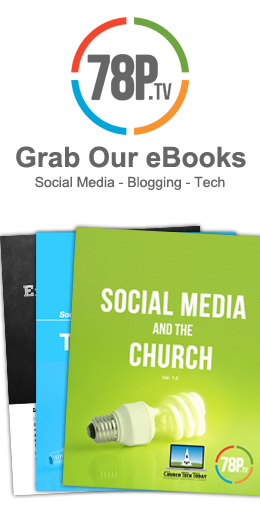 78P.TV
Grab Our eBooks
Social Media - Blogging - Tech
SOCIAL MEDIA
AND THE
CHURCH
Ver. 1.0
CHURCH TECH TODAY
78P.TV